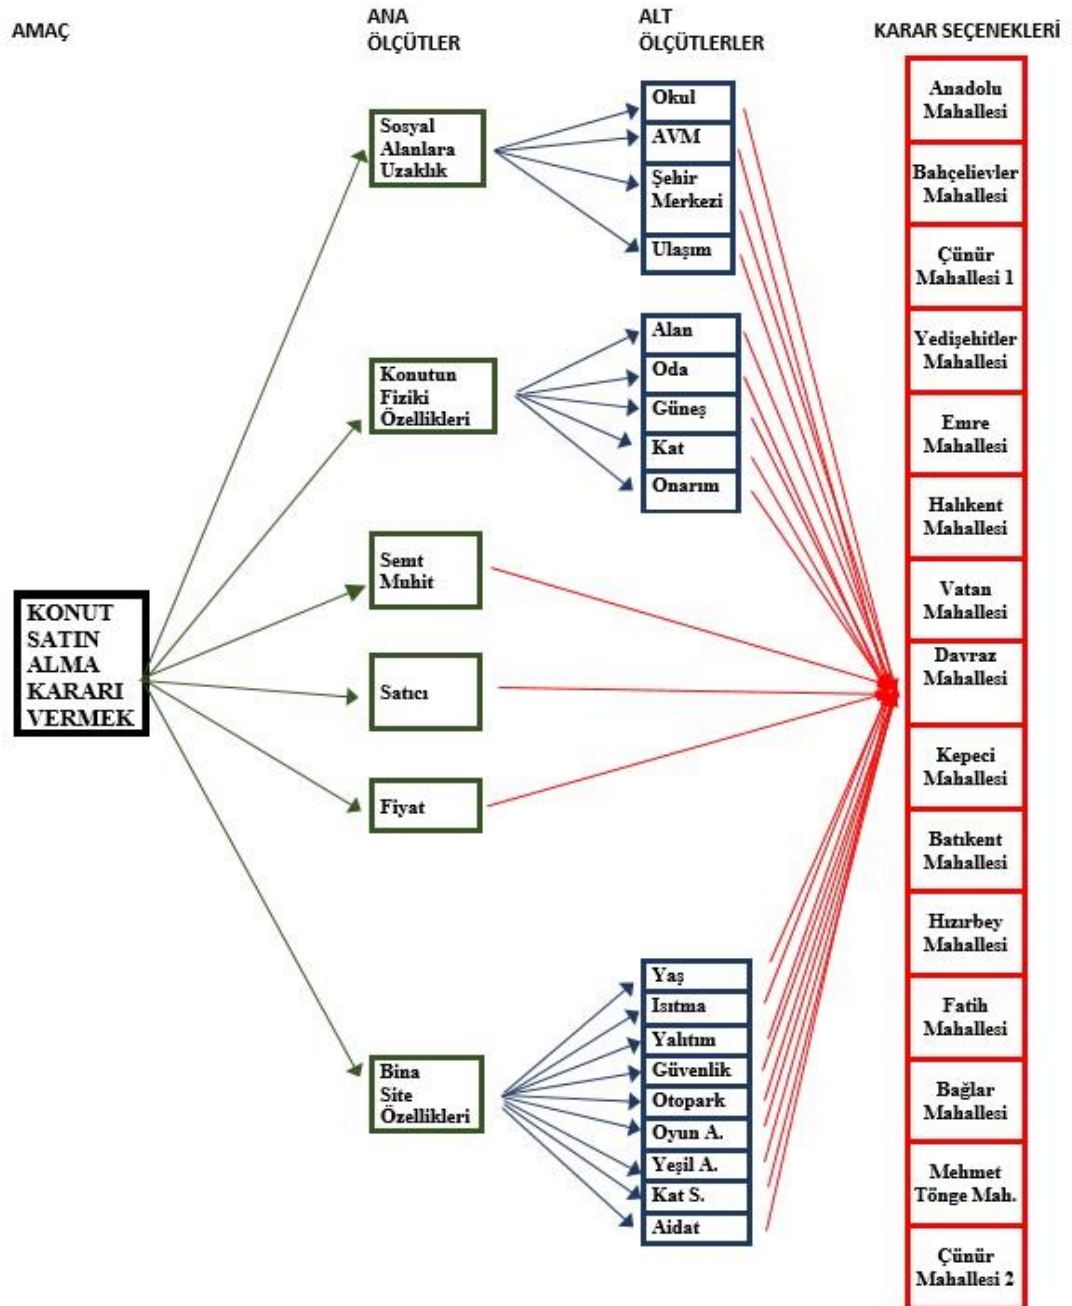 AMAÇ
ANA
ÖLÇÜTLER
ALT
ÖLÇÜTLERLER
KARAR SEÇENEKLERİ
KONUT
SATIN
ALMA
KARARI
VERMEK
Sosyal
Alanlara
Uzaklık
Konutun
Fiziki
Özellikleri
Semt
Muhit
Satıcı
Fiyat
Bina
Site
Özellikleri
Okul
AVM
Şehir
Merkezi
Ulaşım
Alan
Oda
Güneş
Kat
Onarım
Yaş
Isıtma
Yalıtım
Güvenlik
Otopark
Oyun A.
Yeşil A.
Kat S.
Aidat
Anadolu
Mahallesi
Bahçelievler
Mahallesi
Çünür
Mahallesi 1
Yedişehitler
Mahallesi
Emre
Mahallesi
Halıkent
Mahallesi
Vatan
Mahallesi
Davraz
Mahallesi
Kepeci
Mahallesi
Batıkent
Mahallesi
Hızırbey
Mahallesi
Fatih
Mahallesi
Bağlar
Mahallesi
Mehmet
Tönge Mah.
Çünür
Mahallesi 2